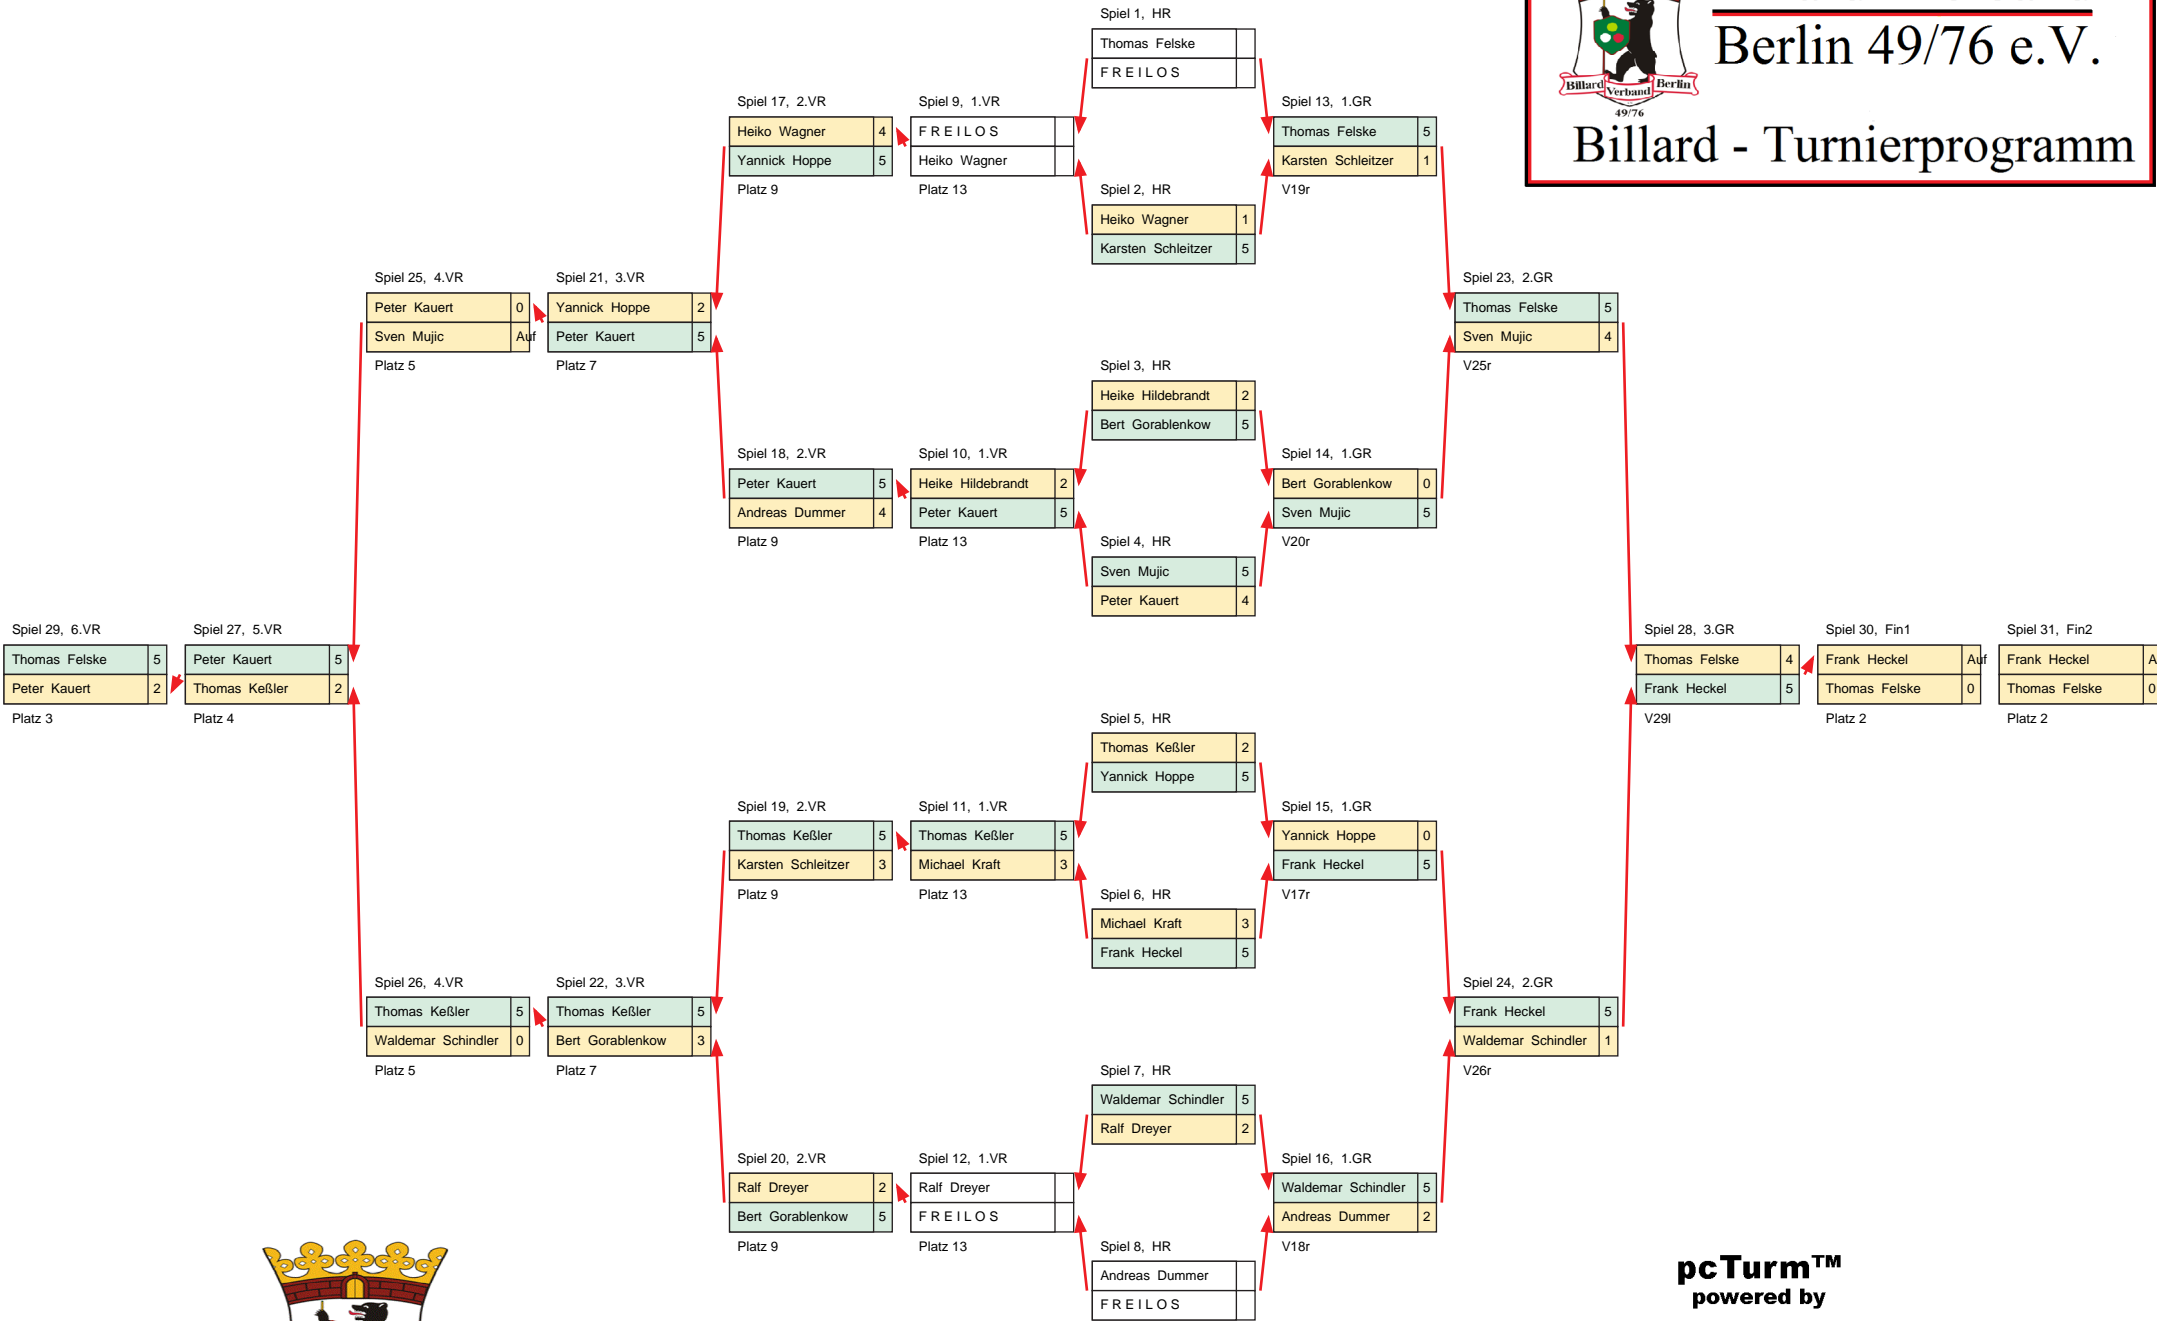 Berlin 49/76 e.V.
Billard Verband Berlin
49/76
Billard - Turnierprogramm
Spiel 1, HR
Thomas Felske
FREILOS
Spiel 17, 2.VR
Heiko Wagner 4
Yannick Hoppe 5
Platz 9
Spiel 9, 1.VR
FREILOS
Heiko Wagner
Platz 13
Spiel 13, 1.GR
Thomas Felske 5
Karsten Schleitzer 1
V19r
Spiel 2, HR
Heiko Wagner 1
Karsten Schleitzer 5
Spiel 25, 4.VR
Peter Kauert 0
Sven Mujic Auf
Platz 5
Spiel 21, 3.VR
Yannick Hoppe 2
Peter Kauert 5
Platz 7
Spiel 23, 2.GR
Thomas Felske 5
Sven Mujic 4
V25r
Spiel 3, HR
Heike Hildebrandt 2
Bert Gorablenkow 5
Spiel 18, 2.VR
Peter Kauert 5
Andreas Dummer 4
Platz 9
Spiel 10, 1.VR
Heike Hildebrandt 2
Peter Kauert 5
Platz 13
Spiel 14, 1.GR
Bert Gorablenkow 0
Sven Mujic 5
V20r
Spiel 4, HR
Sven Mujic 5
Peter Kauert 4
Spiel 29, 6.VR
Thomas Felske 5
Peter Kauert 2
Platz 3
Spiel 27, 5.VR
Peter Kauert 5
Thomas Keßler 2
Platz 4
Spiel 28, 3.GR
Thomas Felske 4
Frank Heckel 5
V29l
Spiel 30, Fin1
Frank Heckel Auf
Thomas Felske 0
Platz 2
Spiel 31, Fin2
Frank Heckel A
Thomas Felske 0
Platz 2
Spiel 5, HR
Thomas Keßler 2
Yannick Hoppe 5
Spiel 19, 2.VR
Thomas Keßler 5
Karsten Schleitzer 3
Platz 9
Spiel 11, 1.VR
Thomas Keßler 5
Michael Kraft 3
Platz 13
Spiel 15, 1.GR
Yannick Hoppe 0
Frank Heckel 5
V17r
Spiel 6, HR
Michael Kraft 3
Frank Heckel 5
Spiel 26, 4.VR
Thomas Keßler 5
Waldemar Schindler 0
Platz 5
Spiel 22, 3.VR
Thomas Keßler 5
Bert Gorablenkow 3
Platz 7
Spiel 24, 2.GR
Frank Heckel 5
Waldemar Schindler 1
V26r
Spiel 7, HR
Waldemar Schindler 5
Ralf Dreyer 2
Spiel 20, 2.VR
Ralf Dreyer 2
Bert Gorablenkow 5
Platz 9
Spiel 12, 1.VR
Ralf Dreyer
FREILOS
Platz 13
Spiel 16, 1.GR
Waldemar Schindler 5
Andreas Dummer 2
V18r
Spiel 8, HR
Andreas Dummer
FREILOS
pcTurm™
powered by